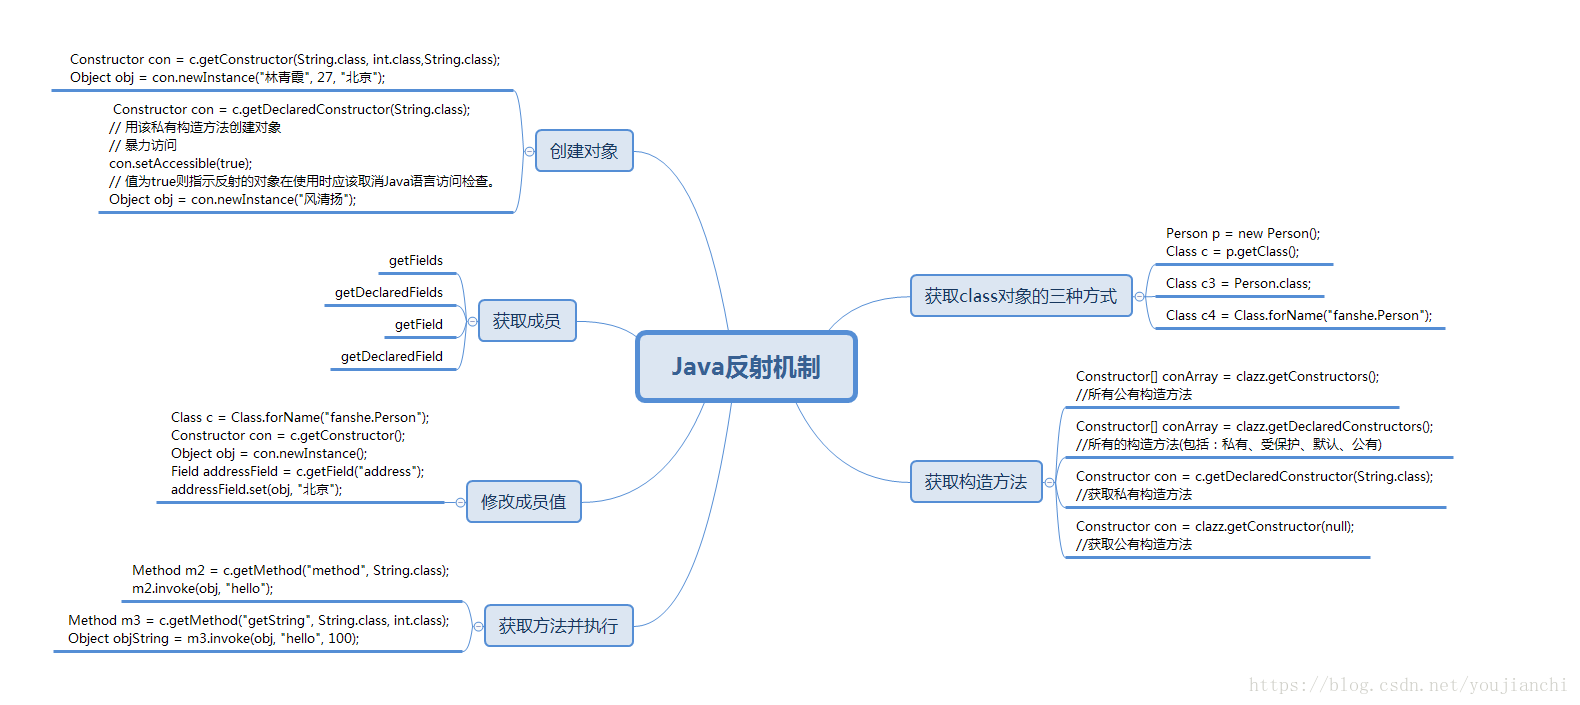 Java反射机制
获取class对象的三种方式
Person p = new Person();
Class c = p.getClass();
Class c3 = Person.class;
Class c4 = Class.forName("fanshe.Person");
获取构造方法
Constructor[] conArray = clazz.getConstructors();
//所有公有构造方法
Constructor[] conArray = clazz.getDeclaredConstructors();
//所有的构造方法(包括：私有、受保护、默认、公有)
Constructor con = c.getDeclaredConstructor(String.class);
//获取私有构造方法
Constructor con = clazz.getConstructor(null);
//获取公有构造方法
创建对象
Constructor con = c.getConstructor(String.class, int.class,String.class);
Object obj = con.newInstance("林青霞", 27, "北京");
Constructor con = c.getDeclaredConstructor(String.class);
// 用该私有构造方法创建对象
// 暴力访问
con.setAccessible(true);
// 值为true则指示反射的对象在使用时应该取消Java语言访问检查。
Object obj = con.newInstance("风清扬");
获取成员
getFields
getDeclaredFields
getField
getDeclaredField
修改成员值
Class c = Class.forName("fanshe.Person");
Constructor con = c.getConstructor();
Object obj = con.newInstance();
Field addressField = c.getField("address");
addressField.set(obj, "北京");
获取方法并执行
Method m2 = c.getMethod("method", String.class);
m2.invoke(obj, "hello");
Method m3 = c.getMethod("getString", String.class, int.class);
Object objString = m3.invoke(obj, "hello", 100);
https://blog.csdn.net/youjianchi